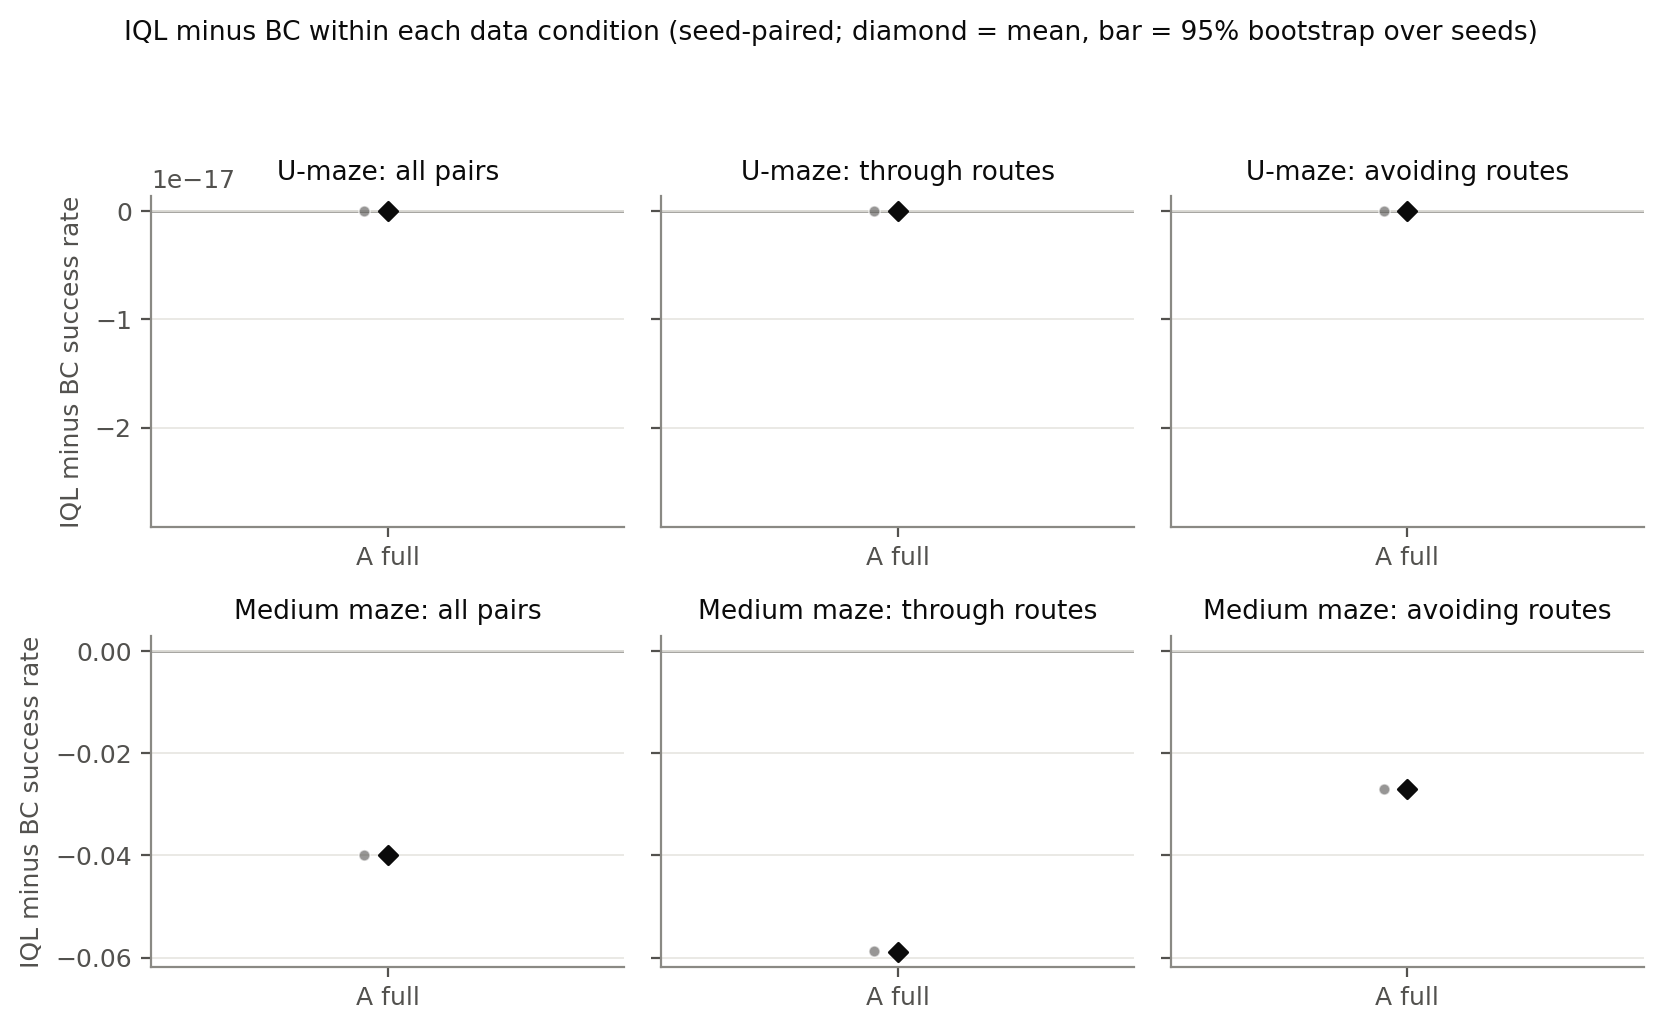 IQL minus BC within each data condition (seed-paired; diamond = mean, bar = 95% bootstrap over seeds)
1e−17
U-maze: all pairs
U-maze: through routes
U-maze: avoiding routes
IQL minus BC success rate
0
−1
−2
A full
A full
A full
Medium maze: all pairs
Medium maze: through routes
Medium maze: avoiding routes
IQL minus BC success rate
0.00
−0.02
−0.04
−0.06
A full
A full
A full